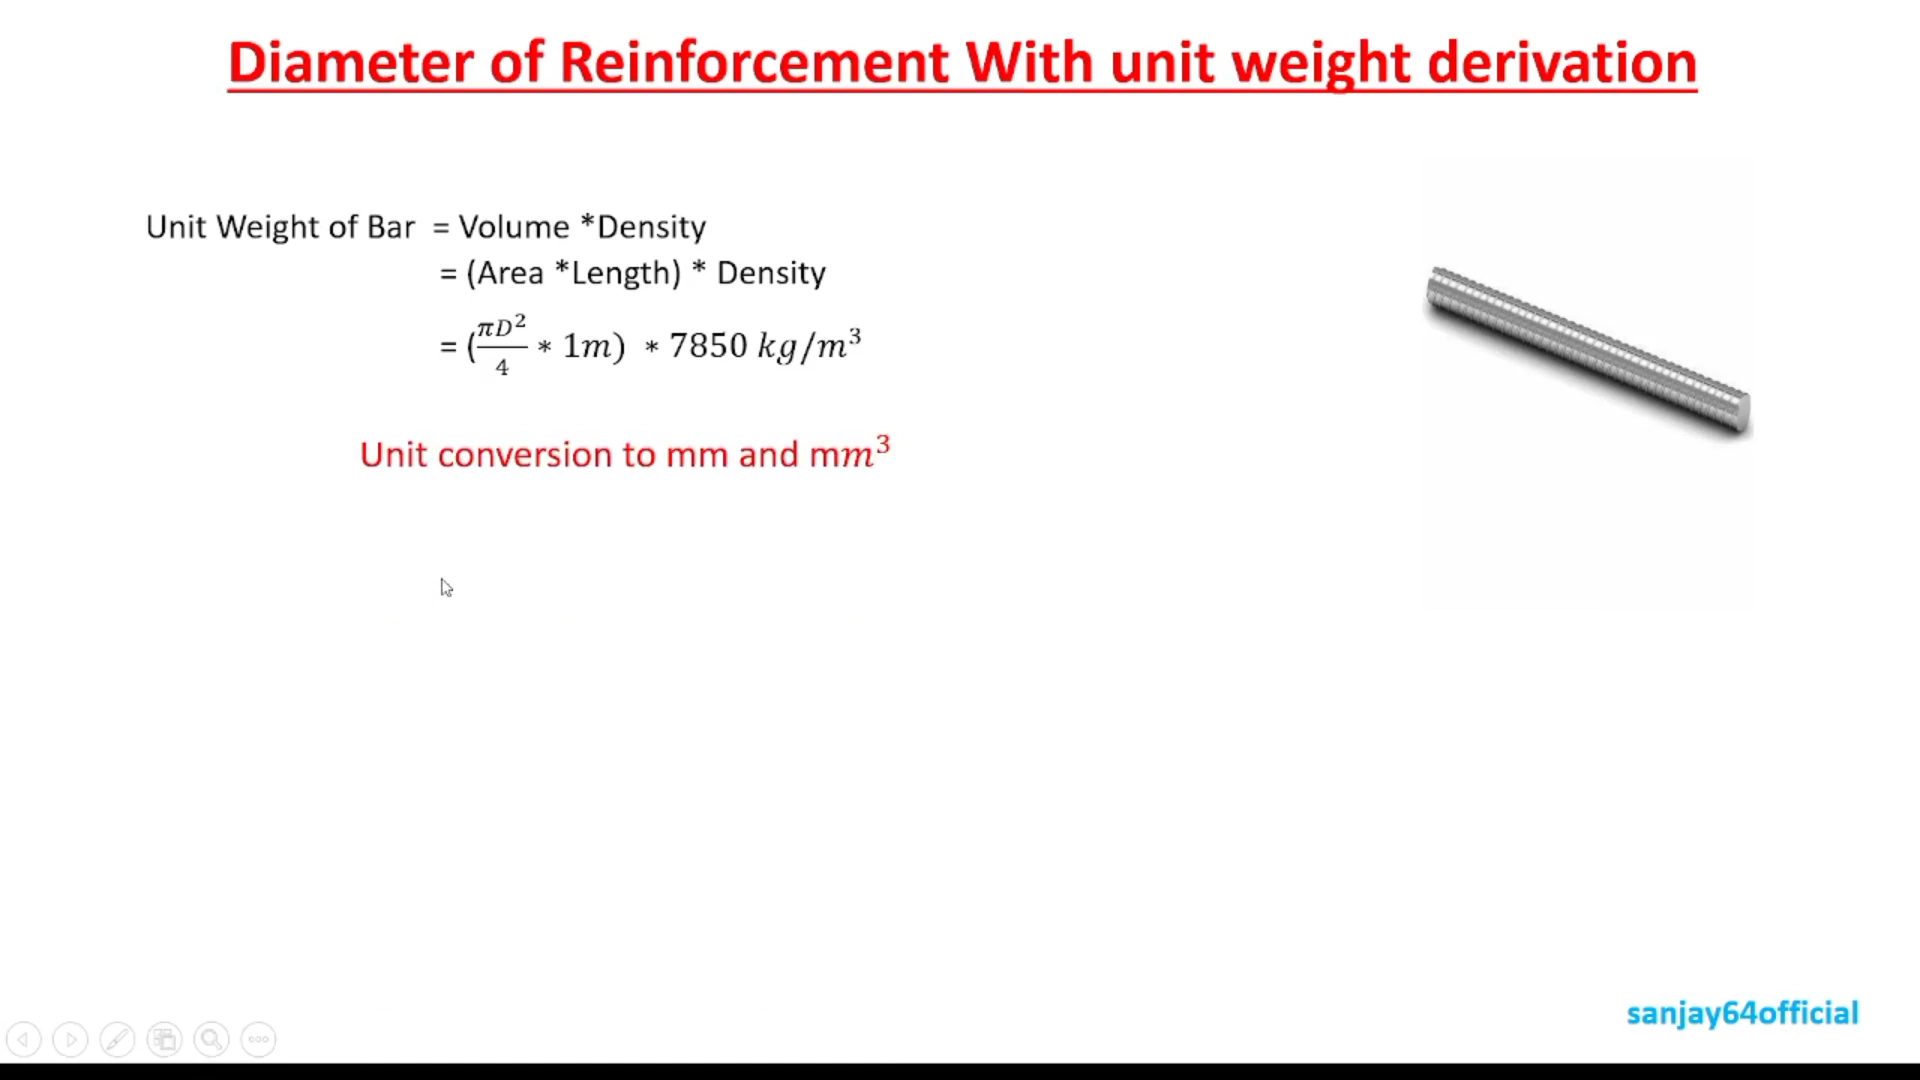 Diameter of Reinforcement With unit weight derivation
Unit Weight of Bar = Volume *Density
= (Area *Length) * Density
= (πD²/4 * 1m) * 7850 kg/m³
Unit conversion to mm and mm³
sanjay64official